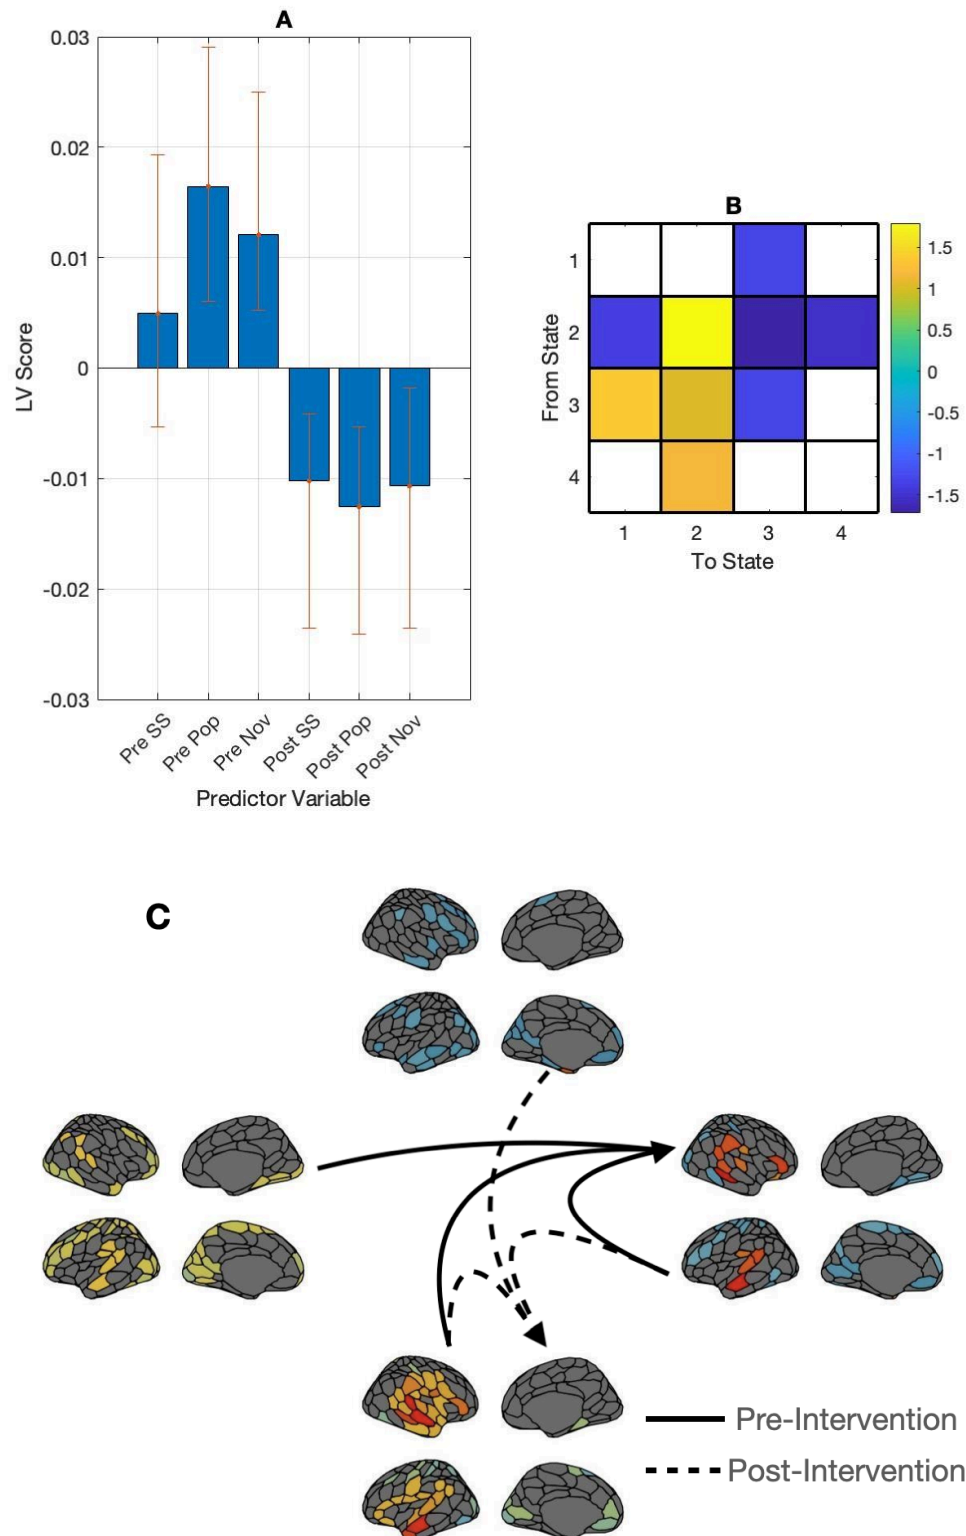 A
0.03
0.02
0.01
0
-0.01
-0.02
-0.03
LV Score
Pre SS
Pre Pop
Pre Nov
Post SS
Post Pop
Post Nov
Predictor Variable
B
1
2
3
4
From State
1 2 3 4
To State
1.5
1
0.5
0
-0.5
-1
-1.5
C
Pre-Intervention
Post-Intervention